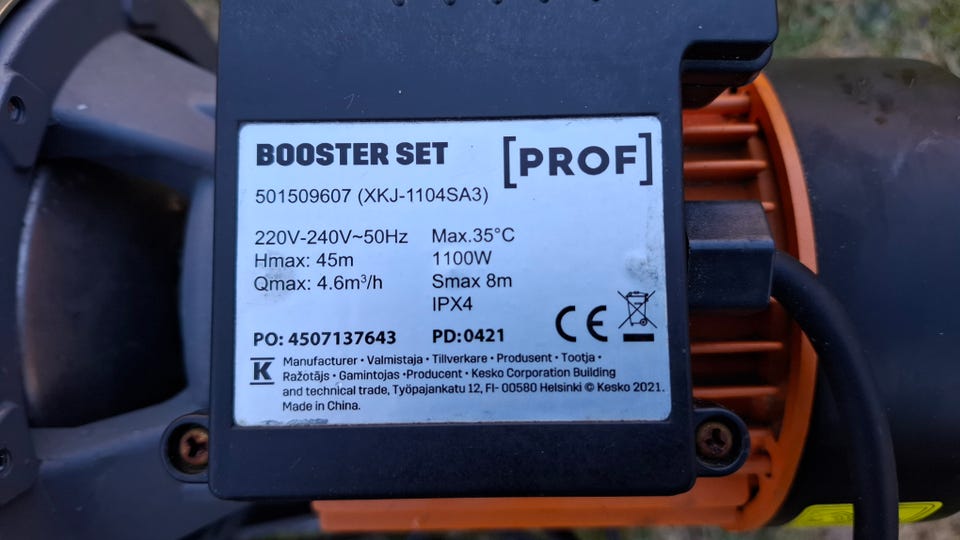 BOOSTER SET
[PROF]
501509607 (XKJ-1104SA3)
220V-240V~50Hz Max.35°C
Hmax: 45m 1100W
Qmax: 4.6m³/h Smax 8m
IPX4
PO: 4507137643 PD:0421
CE
K Manufacturer · Valmistaja · Tillverkare · Produsent · Tootja ·
Ražotājs · Gamintojas ·Producent · Kesko Corporation Building
and technical trade, Työpajankatu 12, FI- 00580 Helsinki © Kesko 2021.
Made in China.